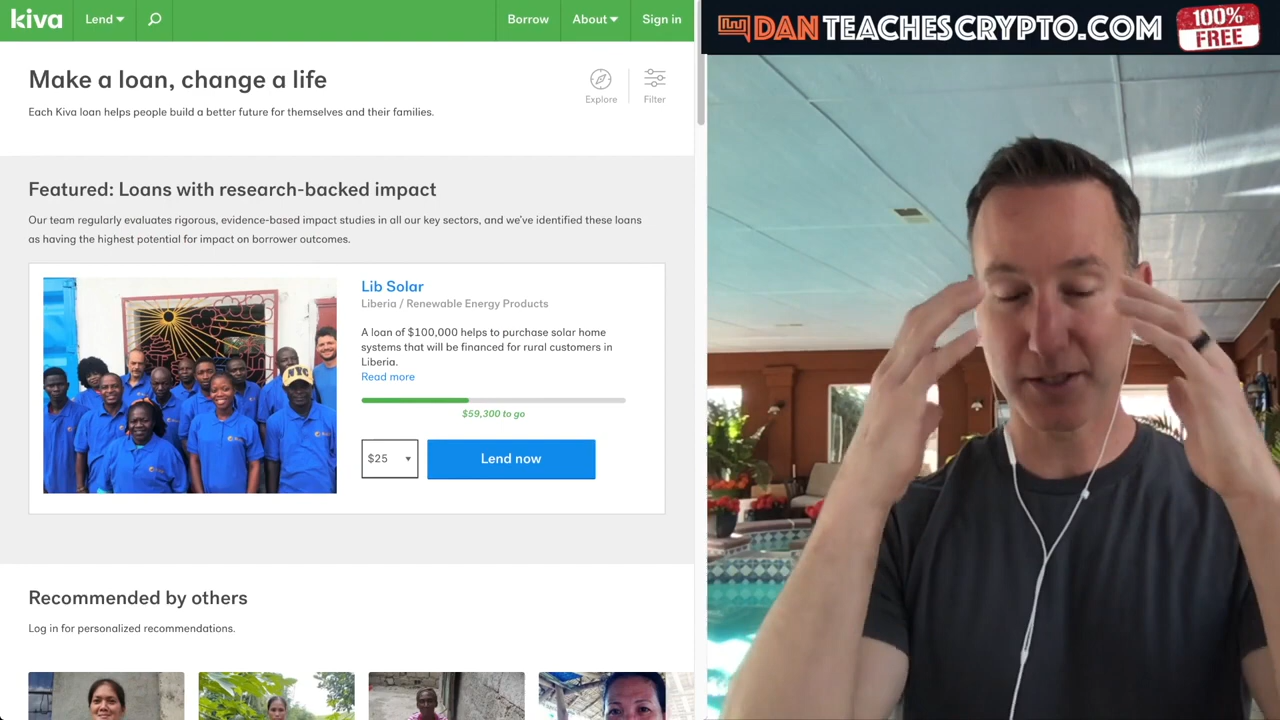 kiva
Lend
Borrow
About
Sign in
Make a loan, change a life
Each Kiva loan helps people build a better future for themselves and their families.
Explore
Filter
Featured: Loans with research-backed impact
Our team regularly evaluates rigorous, evidence-based impact studies in all our key sectors, and we've identified these loans
as having the highest potential for impact on borrower outcomes.
Lib Solar
Liberia / Renewable Energy Products
A loan of $100,000 helps to purchase solar home
systems that will be financed for rural customers in
Liberia.
Read more
$59,300 to go
$25
Lend now
Recommended by others
Log in for personalized recommendations.
DANTEACHESCRYPTO.COM
100%
FREE